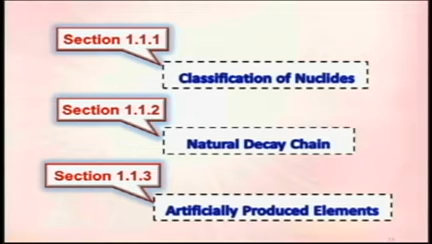 Section 1.1.1
Classification of Nuclides
Section 1.1.2
Natural Decay Chain
Section 1.1.3
Artificially Produced Elements